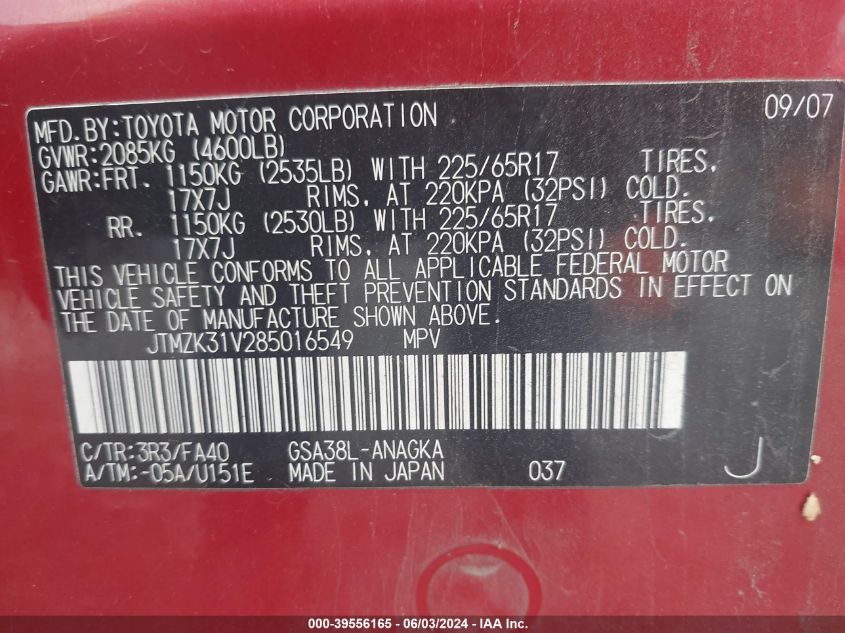 09/07
MFD.BY:TOYOTA MOTOR CORPORATION
GVWR:2085KG (4600LB)
GAWR:FRT. 1150KG (2535LB) WITH 225/65R17 TIRES,
17X7J RIMS, AT 220KPA (32PSI) COLD.
RR. 1150KG (2530LB) WITH 225/65R17 TIRES,
17X7J RIMS, AT 220KPA (32PSI) COLD.
THIS VEHICLE CONFORMS TO ALL APPLICABLE FEDERAL MOTOR
VEHICLE SAFETY AND THEFT PREVENTION STANDARDS IN EFFECT ON
THE DATE OF MANUFACTURE SHOWN ABOVE.
JTMZK31V285016549 MPV
C/TR:3R3/FA40 GSA38L-ANAGKA
A/TM:-05A/U151E MADE IN JAPAN 037 J
000-39556165 - 06/03/2024 - IAA Inc.